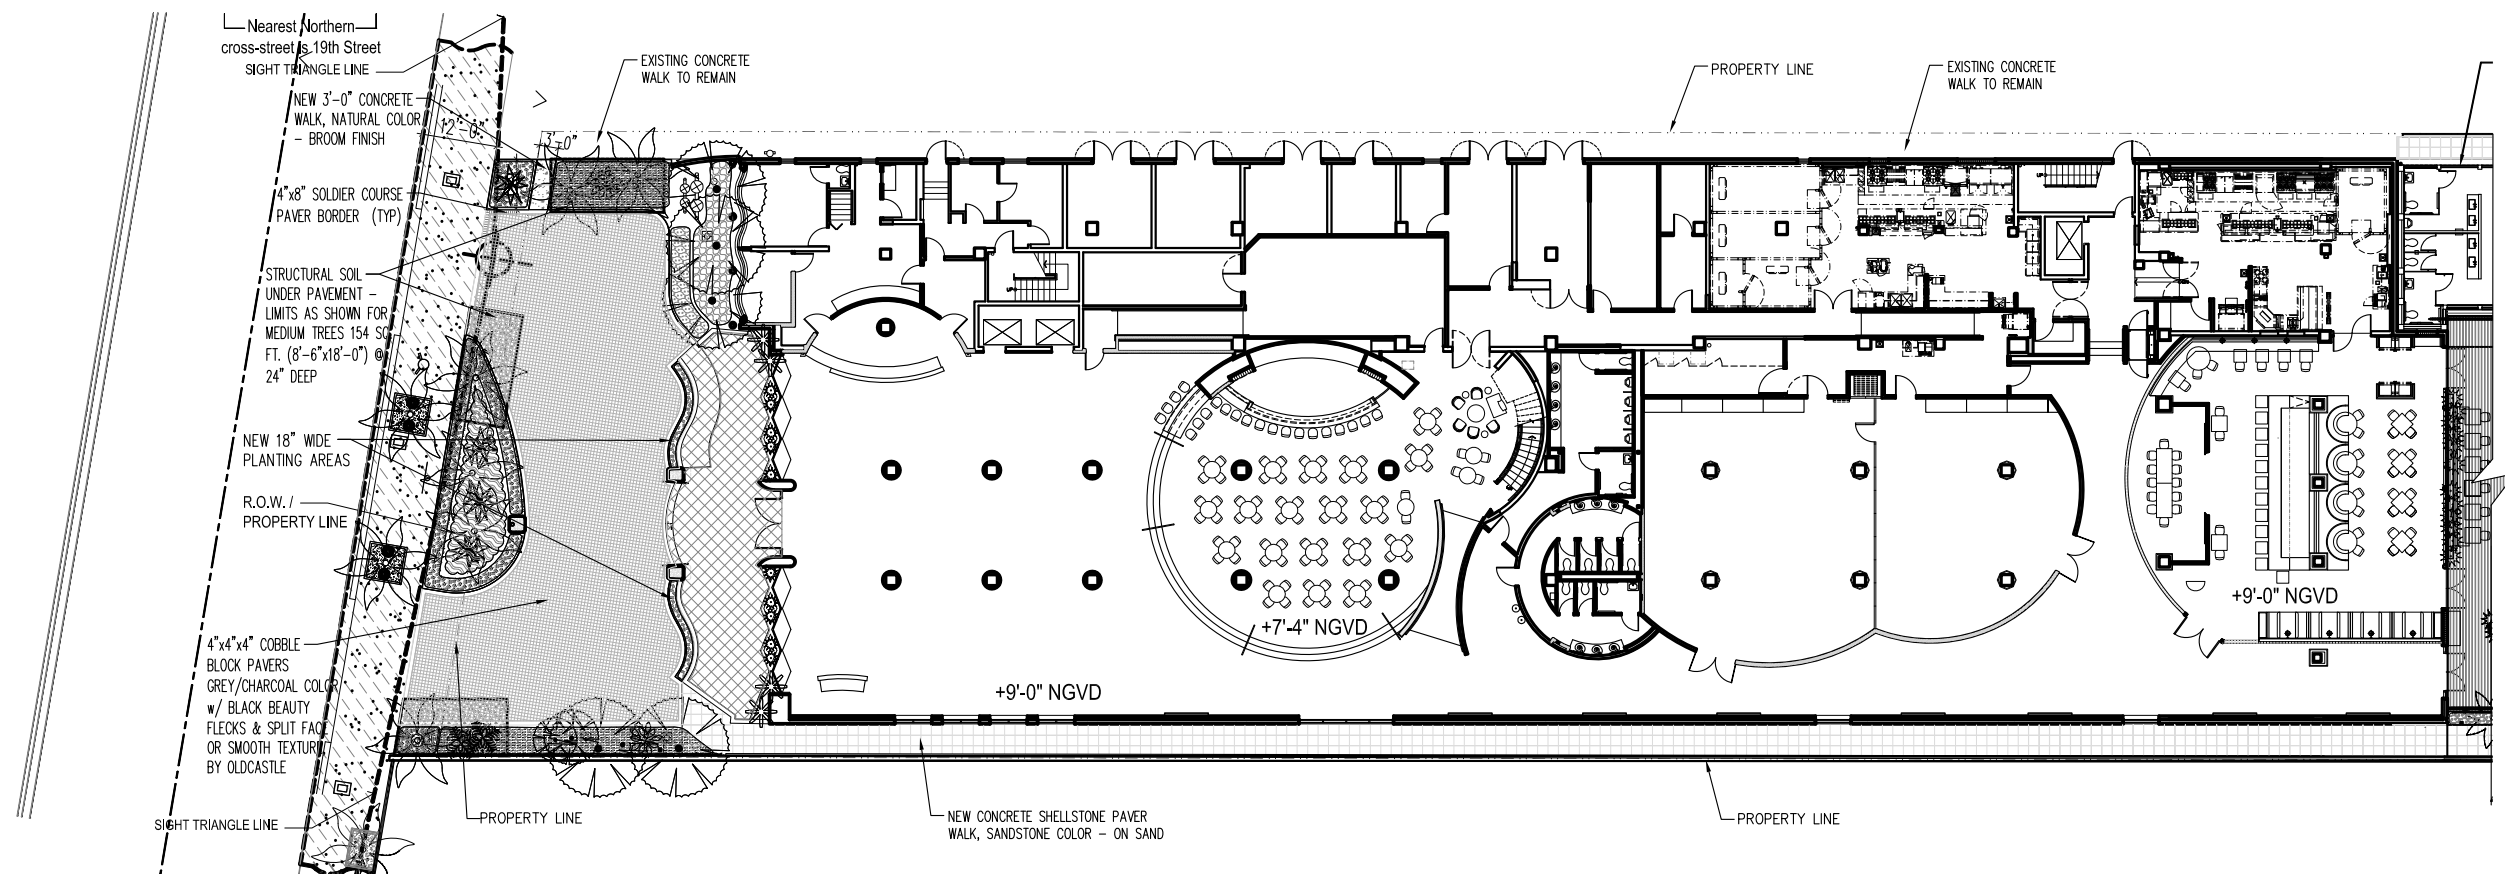 Nearest Northern
cross-street is 19th Street
SIGHT TRIANGLE LINE
NEW 3'-0" CONCRETE
WALK, NATURAL COLOR
- BROOM FINISH
12'-0"
3'-0"
EXISTING CONCRETE
WALK TO REMAIN
PROPERTY LINE
EXISTING CONCRETE
WALK TO REMAIN
4"x8" SOLDIER COURSE
PAVER BORDER (TYP)
STRUCTURAL SOIL
UNDER PAVEMENT -
LIMITS AS SHOWN FOR
MEDIUM TREES 154 SQ
FT. (8'-6"x18'-0") @
24" DEEP
NEW 18" WIDE
PLANTING AREAS
R.O.W. /
PROPERTY LINE
4"x4"x4" COBBLE
BLOCK PAVERS
GREY/CHARCOAL COLOR
w/ BLACK BEAUTY
FLECKS & SPLIT FACE
OR SMOOTH TEXTURE
BY OLDCASTLE
SIGHT TRIANGLE LINE
PROPERTY LINE
+9'-0" NGVD
+7'-4" NGVD
+9'-0" NGVD
NEW CONCRETE SHELLSTONE PAVER
WALK, SANDSTONE COLOR - ON SAND
PROPERTY LINE